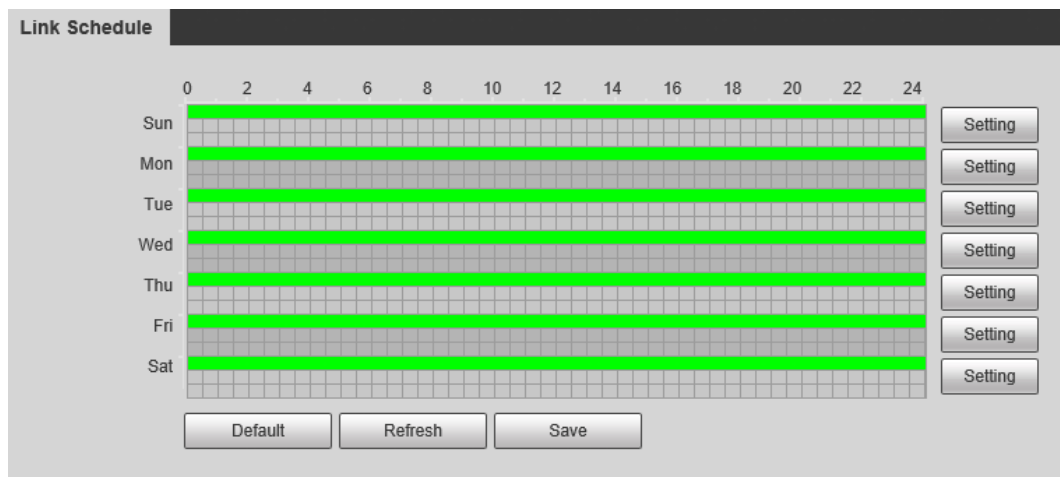 Link Schedule
0 2 4 6 8 10 12 14 16 18 20 22 24
Sun Setting
Mon Setting
Tue Setting
Wed Setting
Thu Setting
Fri Setting
Sat Setting
Default Refresh Save